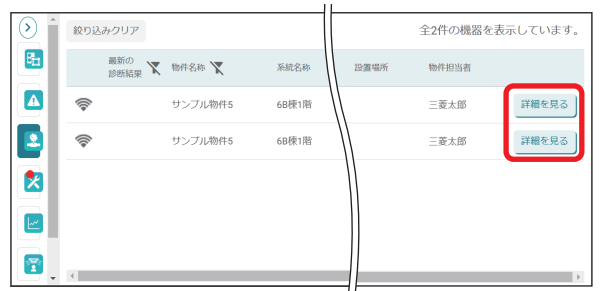 絞り込みクリア
全2件の機器を表示しています。
最新の
診断結果 物件名称 系統名称 設置場所 物件担当者
サンプル物件5 6B棟1階 三菱太郎 詳細を見る
サンプル物件5 6B棟1階 三菱太郎 詳細を見る